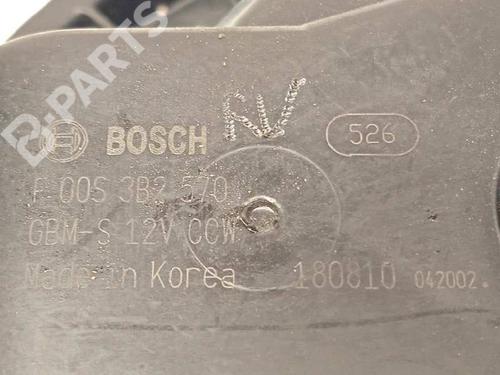 B-PARTS
BOSCH
RV
526
F 005 3B2 570
GBM-S 12V CCW
Made in Korea 180810 042002.